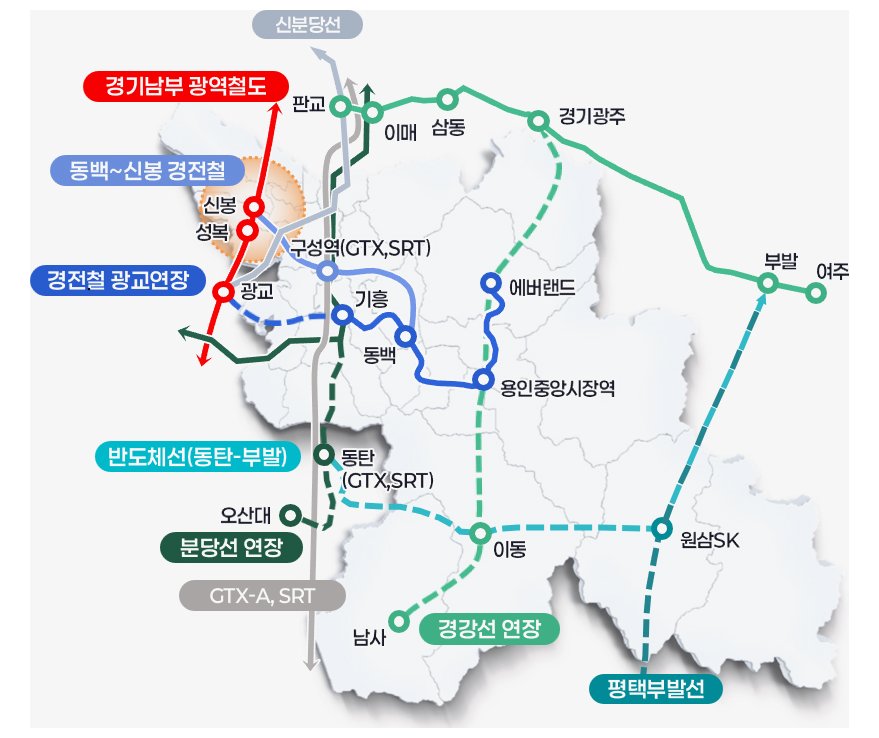 신분당선
경기남부 광역철도
판교
이매
삼동
경기광주
동백~신봉 경전철
신봉
성복
구성역(GTX,SRT)
부발
여주
경전철 광교연장
광교
기흥
에버랜드
동백
용인중앙시장역
반도체선(동탄-부발)
동탄
(GTX,SRT)
오산대
분당선 연장
이동
원삼SK
GTX-A, SRT
남사
경강선 연장
평택부발선